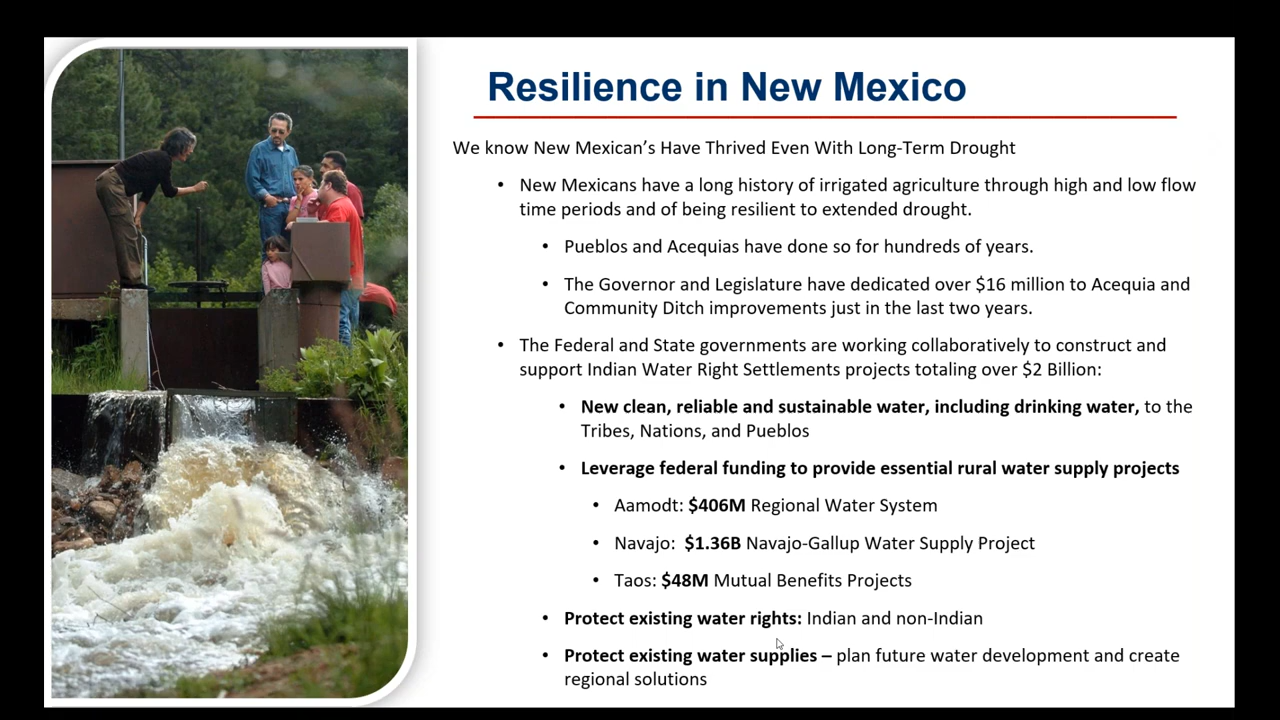 Resilience in New Mexico
We know New Mexican's Have Thrived Even With Long-Term Drought
• New Mexicans have a long history of irrigated agriculture through high and low flow
time periods and of being resilient to extended drought.
• Pueblos and Acequias have done so for hundreds of years.
• The Governor and Legislature have dedicated over $16 million to Acequia and
Community Ditch improvements just in the last two years.
• The Federal and State governments are working collaboratively to construct and
support Indian Water Right Settlements projects totaling over $2 Billion:
• New clean, reliable and sustainable water, including drinking water, to the
Tribes, Nations, and Pueblos
• Leverage federal funding to provide essential rural water supply projects
• Aamodt: $406M Regional Water System
• Navajo: $1.36B Navajo-Gallup Water Supply Project
• Taos: $48M Mutual Benefits Projects
• Protect existing water rights: Indian and non-Indian
• Protect existing water supplies – plan future water development and create
regional solutions